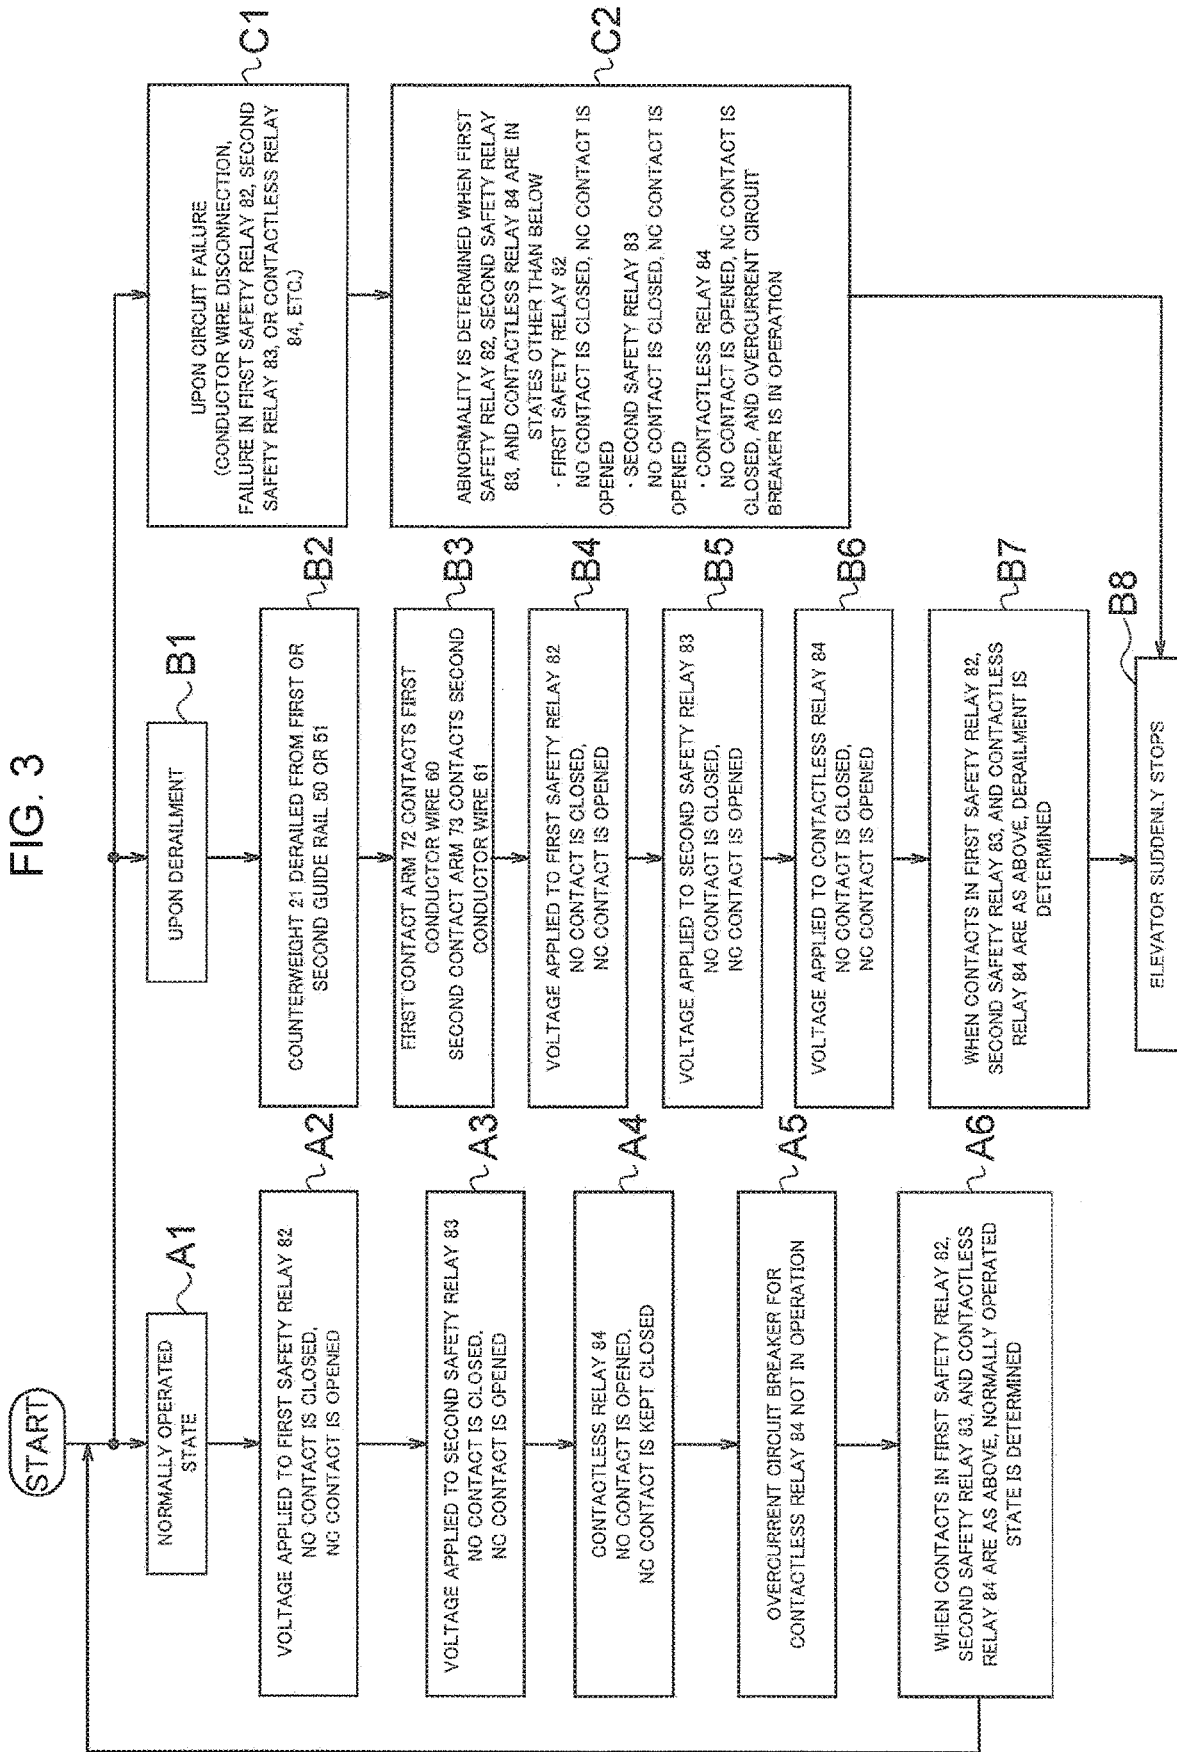 FIG. 3
START
NORMALLY OPERATED
STATE
A1
VOLTAGE APPLIED TO FIRST SAFETY RELAY 82
NO CONTACT IS CLOSED,
NC CONTACT IS OPENED
A2
VOLTAGE APPLIED TO SECOND SAFETY RELAY 83
NO CONTACT IS CLOSED,
NC CONTACT IS OPENED
A3
CONTACTLESS RELAY 84
NO CONTACT IS OPENED,
NC CONTACT IS KEPT CLOSED
A4
OVERCURRENT CIRCUIT BREAKER FOR
CONTACTLESS RELAY 84 NOT IN OPERATION
A5
WHEN CONTACTS IN FIRST SAFETY RELAY 82,
SECOND SAFETY RELAY 83, AND CONTACTLESS
RELAY 84 ARE AS ABOVE, NORMALLY OPERATED
STATE IS DETERMINED
A6
UPON DERAILMENT
B1
COUNTERWEIGHT 21 DERAILED FROM FIRST OR
SECOND GUIDE RAIL 50 OR 51
B2
FIRST CONTACT ARM 72 CONTACTS FIRST
CONDUCTOR WIRE 60
SECOND CONTACT ARM 73 CONTACTS SECOND
CONDUCTOR WIRE 61
B3
VOLTAGE APPLIED TO FIRST SAFETY RELAY 82
NO CONTACT IS CLOSED,
NC CONTACT IS OPENED
B4
VOLTAGE APPLIED TO SECOND SAFETY RELAY 83
NO CONTACT IS CLOSED,
NC CONTACT IS OPENED
B5
VOLTAGE APPLIED TO CONTACTLESS RELAY 84
NO CONTACT IS CLOSED,
NC CONTACT IS OPENED
B6
WHEN CONTACTS IN FIRST SAFETY RELAY 82,
SECOND SAFETY RELAY 83, AND CONTACTLESS
RELAY 84 ARE AS ABOVE, DERAILMENT IS
DETERMINED
B7
ELEVATOR SUDDENLY STOPS
B8
UPON CIRCUIT FAILURE
(CONDUCTOR WIRE DISCONNECTION,
FAILURE IN FIRST SAFETY RELAY 82, SECOND
SAFETY RELAY 83, OR CONTACTLESS RELAY
84, ETC.)
C1
ABNORMALITY IS DETERMINED WHEN FIRST
SAFETY RELAY 82, SECOND SAFETY RELAY
83, AND CONTACTLESS RELAY 84 ARE IN
STATES OTHER THAN BELOW
· FIRST SAFETY RELAY 82
NO CONTACT IS CLOSED, NC CONTACT IS
OPENED
· SECOND SAFETY RELAY 83
NO CONTACT IS CLOSED, NC CONTACT IS
OPENED
· CONTACTLESS RELAY 84
NO CONTACT IS OPENED, NC CONTACT IS
CLOSED, AND OVERCURRENT CIRCUIT
BREAKER IS IN OPERATION
C2